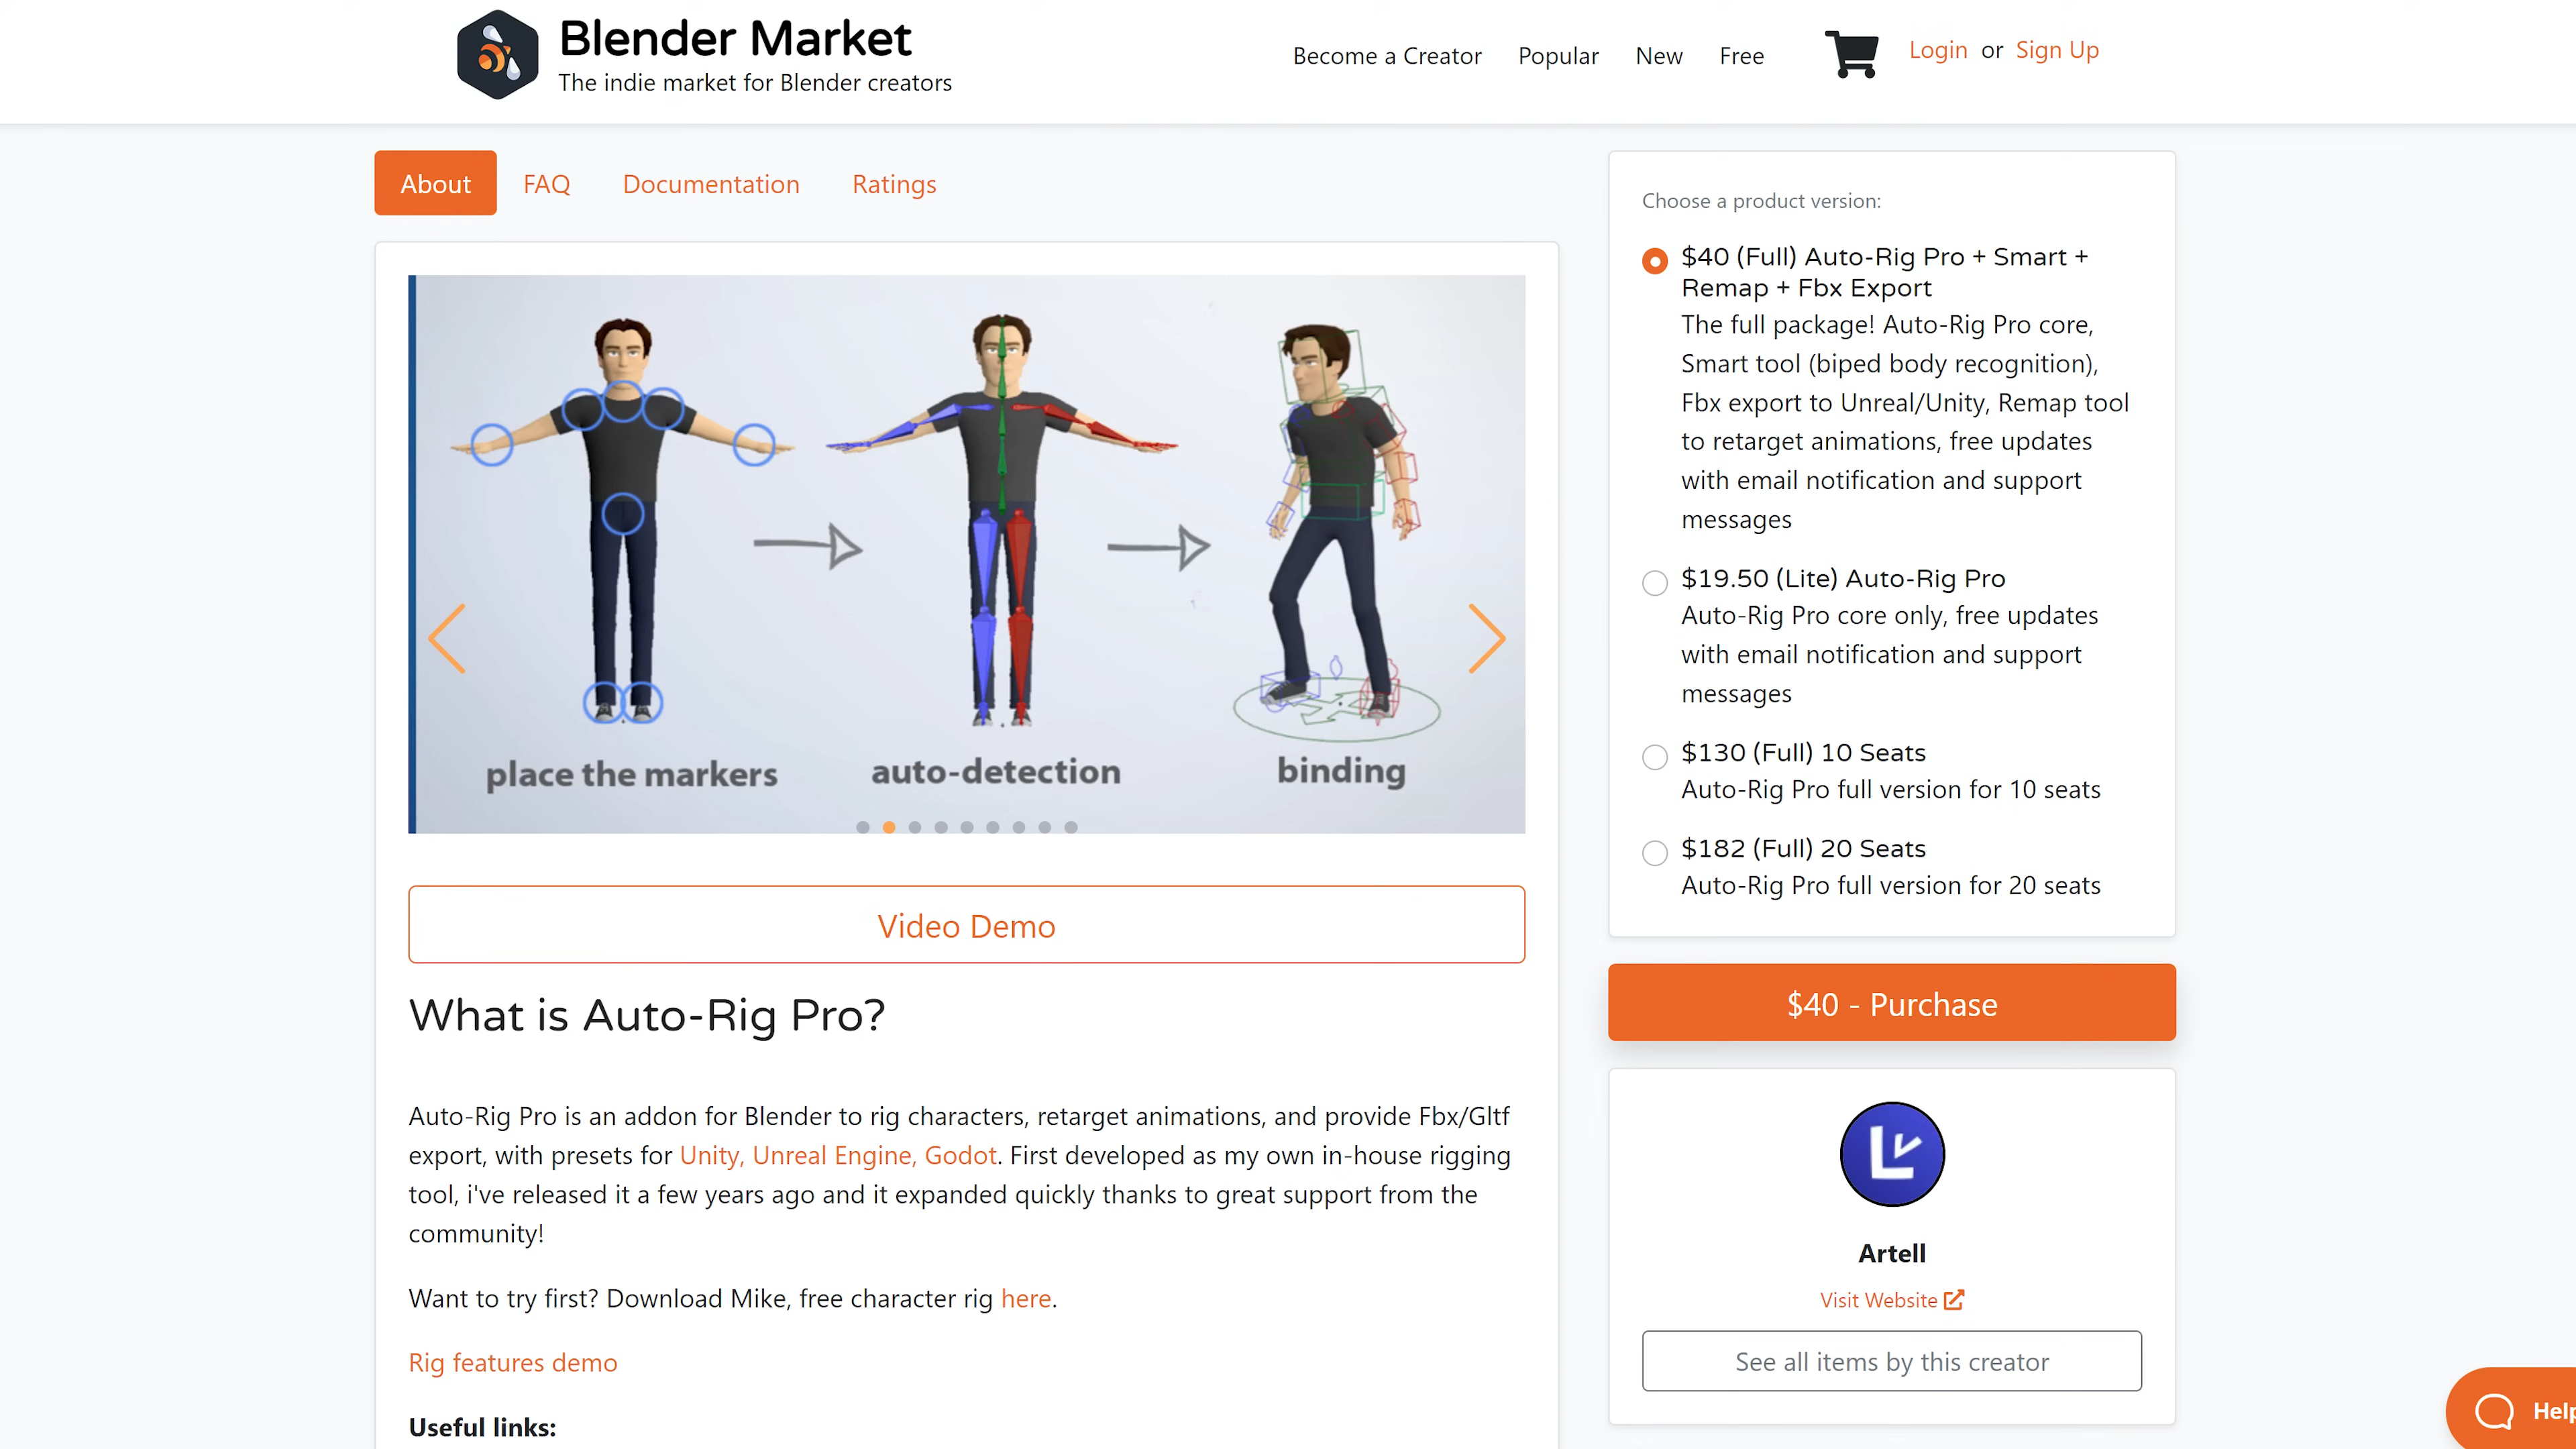 Blender Market
The indie market for Blender creators
Become a Creator
Popular
New
Free
Login or Sign Up
About
FAQ
Documentation
Ratings
place the markers
auto-detection
binding
Video Demo
What is Auto-Rig Pro?
Auto-Rig Pro is an addon for Blender to rig characters, retarget animations, and provide Fbx/Gltf
export, with presets for Unity, Unreal Engine, Godot. First developed as my own in-house rigging
tool, i've released it a few years ago and it expanded quickly thanks to great support from the
community!
Want to try first? Download Mike, free character rig here.
Rig features demo
Useful links:
Choose a product version:
$40 (Full) Auto-Rig Pro + Smart +
Remap + Fbx Export
The full package! Auto-Rig Pro core,
Smart tool (biped body recognition),
Fbx export to Unreal/Unity, Remap tool
to retarget animations, free updates
with email notification and support
messages
$19.50 (Lite) Auto-Rig Pro
Auto-Rig Pro core only, free updates
with email notification and support
messages
$130 (Full) 10 Seats
Auto-Rig Pro full version for 10 seats
$182 (Full) 20 Seats
Auto-Rig Pro full version for 20 seats
$40 - Purchase
Artell
Visit Website
See all items by this creator
Help